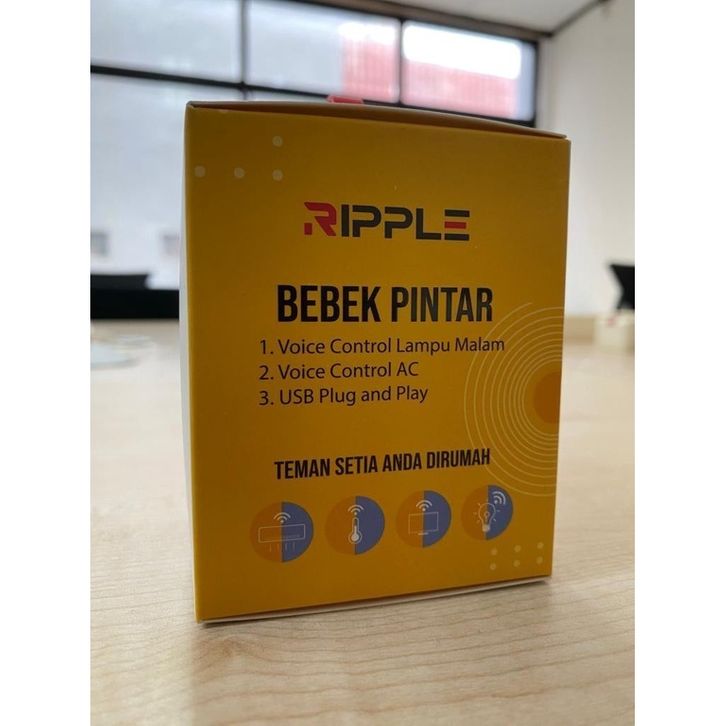 RIPPLE
BEBEK PINTAR
1. Voice Control Lampu Malam
2. Voice Control AC
3. USB Plug and Play
TEMAN SETIA ANDA DIRUMAH